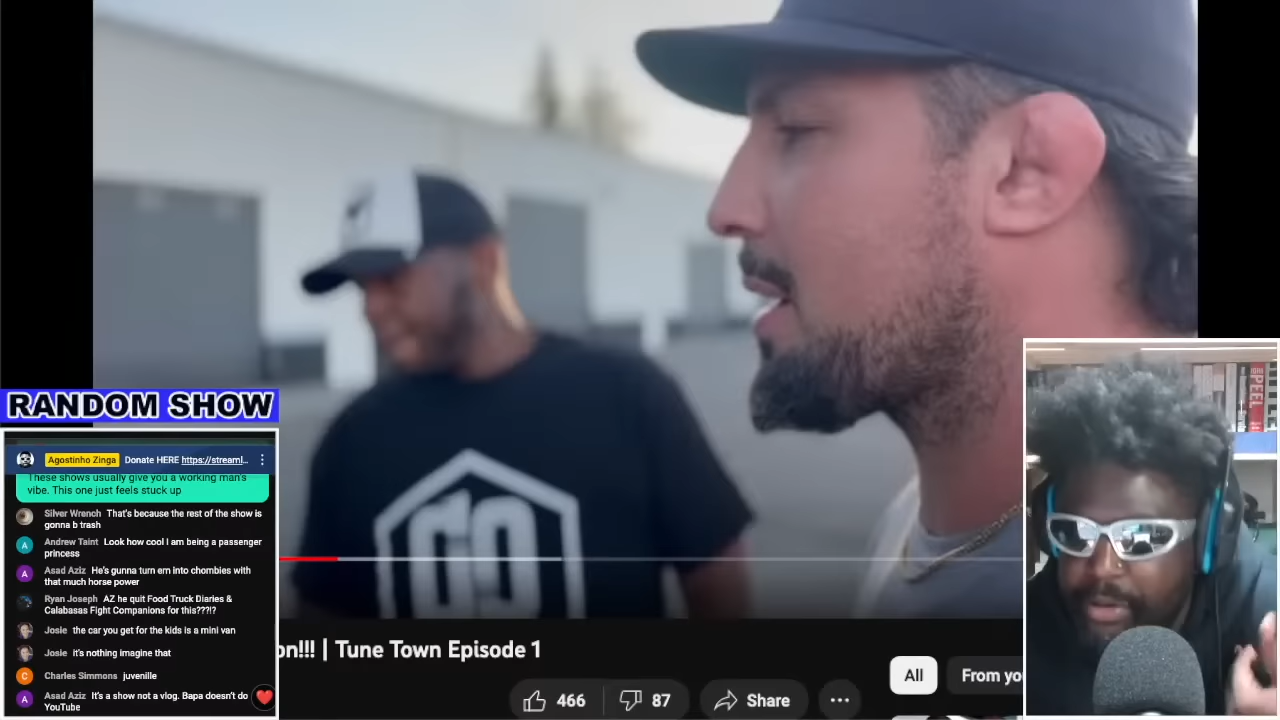 RANDOM SHOW
Agostinho Zinga Donate HERE https://streaml...
These shows usually give you a working man's
vibe. This one just feels stuck up
Silver Wrench That's because the rest of the show is
gonna b trash
Andrew Taint Look how cool I am being a passenger
princess
Asad Aziz He's gunna turn em into chombies with
that much horse power
Ryan Joseph AZ he quit Food Truck Diaries &
Calabasas Fight Companions for this???!?
Josie the car you get for the kids is a mini van
Josie it's nothing imagine that
Charles Simmons juvenille
Asad Aziz It's a show not a vlog. Bapa doesn't do
YouTube
on!!! | Tune Town Episode 1
466
87
Share
All
From yo
PEEL